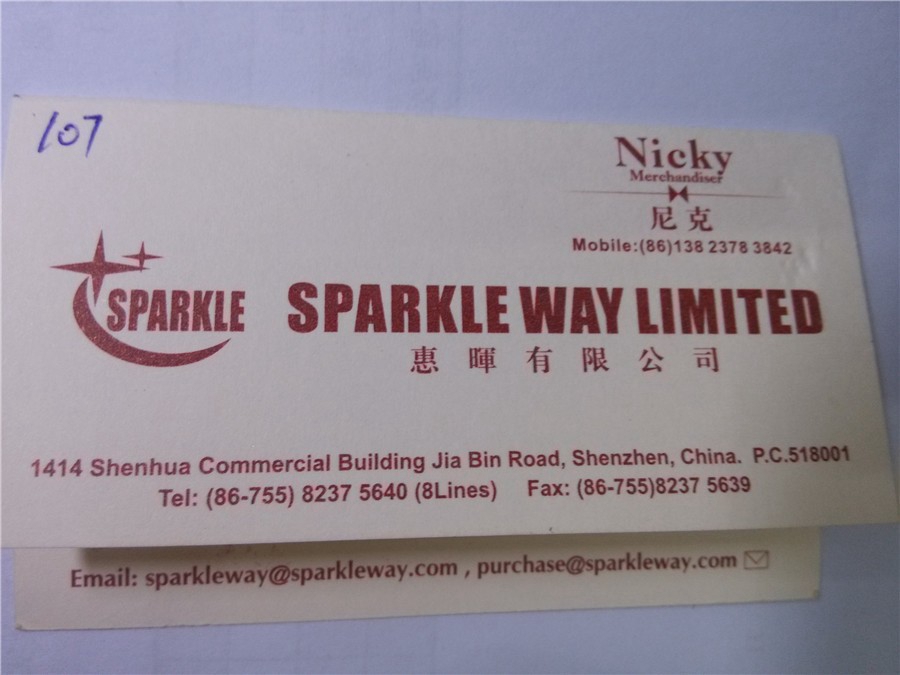 107
Nicky
Merchandiser
尼克
Mobile:(86)138 2378 3842
SPARKLE
SPARKLE WAY LIMITED
惠暉有限公司
1414 Shenhua Commercial Building Jia Bin Road, Shenzhen, China. P.C.518001
Tel: (86-755) 8237 5640 (8Lines) Fax: (86-755)8237 5639
Email: sparkleway@sparkleway.com , purchase@sparkleway.com